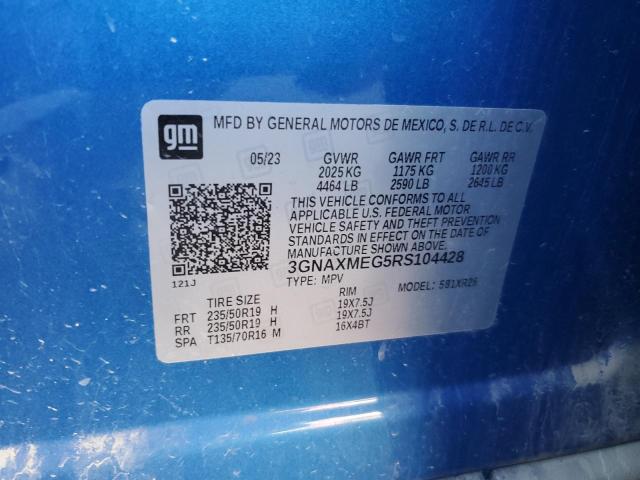 gm
MFD BY GENERAL MOTORS DE MEXICO, S. DE R.L. DE C.V.
05/23 GVWR GAWR FRT GAWR RR
2025 KG 1175 KG 1200 KG
4464 LB 2590 LB 2645 LB
THIS VEHICLE CONFORMS TO ALL
APPLICABLE U.S. FEDERAL MOTOR
VEHICLE SAFETY AND THEFT PREVENTION
STANDARDS IN EFFECT ON THE DATE OF
MANUFACTURE SHOWN ABOVE.
3GNAXMEG5RS104428
121J
TYPE: MPV MODEL: 5B1XR26
TIRE SIZE RIM
FRT 235/50R19 H 19X7.5J
RR 235/50R19 H 19X7.5J
SPA T135/70R16 M 16X4BT